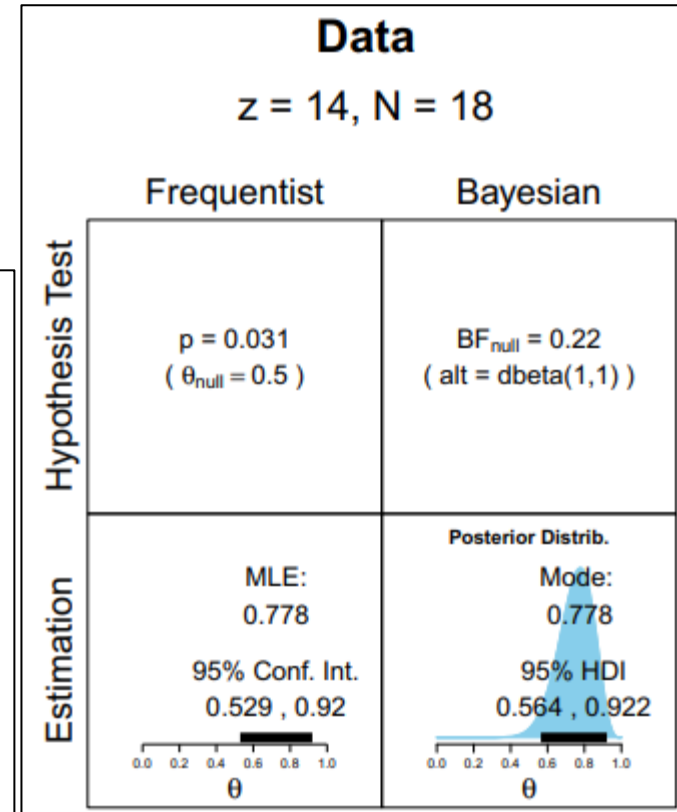 Data
z = 14, N = 18
Frequentist Bayesian
Hypothesis Test
p = 0.031
( θnull = 0.5 )
BFnull = 0.22
( alt = dbeta(1,1) )
Estimation
MLE:
0.778
95% Conf. Int.
0.529 , 0.92
0.0 0.2 0.4 0.6 0.8 1.0
θ
Posterior Distrib.
Mode:
0.778
95% HDI
0.564 , 0.922
0.0 0.2 0.4 0.6 0.8 1.0
θ